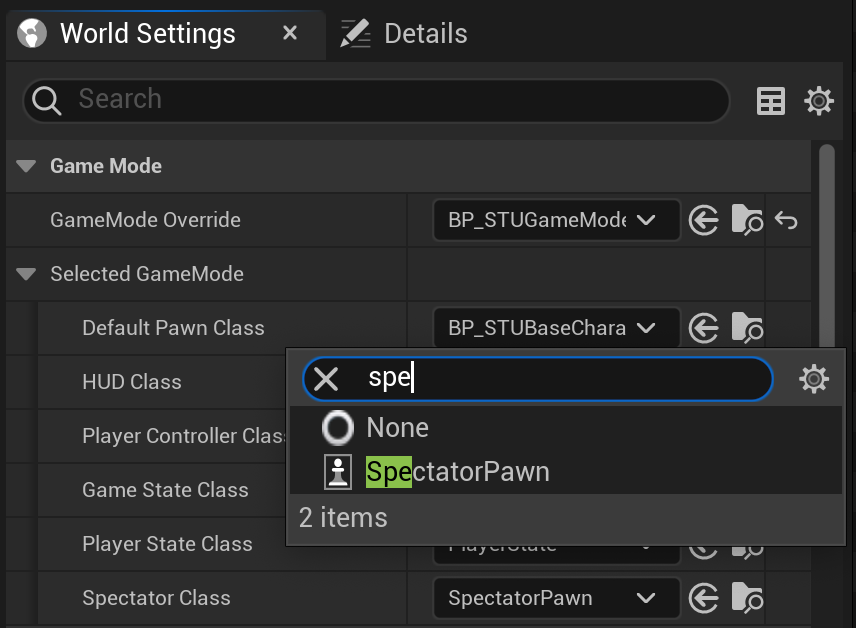 World Settings
Details
Search
Game Mode
GameMode Override
BP_STUGameMode
Selected GameMode
Default Pawn Class
BP_STUBaseChara
HUD Class
spe
None
Player Controller Clas
SpectatorPawn
Game State Class
2 items
Player State Class
PlayerState
Spectator Class
SpectatorPawn